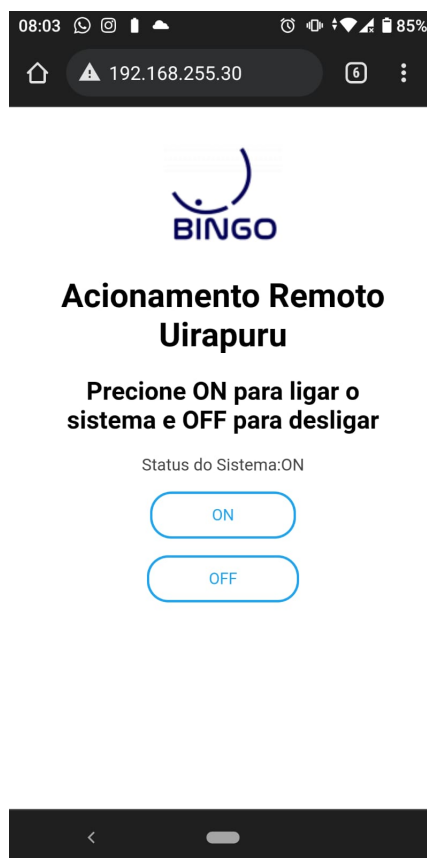 08:03 85%
192.168.255.30 6
BINGO
Acionamento Remoto
Uirapuru
Precione ON para ligar o
sistema e OFF para desligar
Status do Sistema:ON
ON
OFF